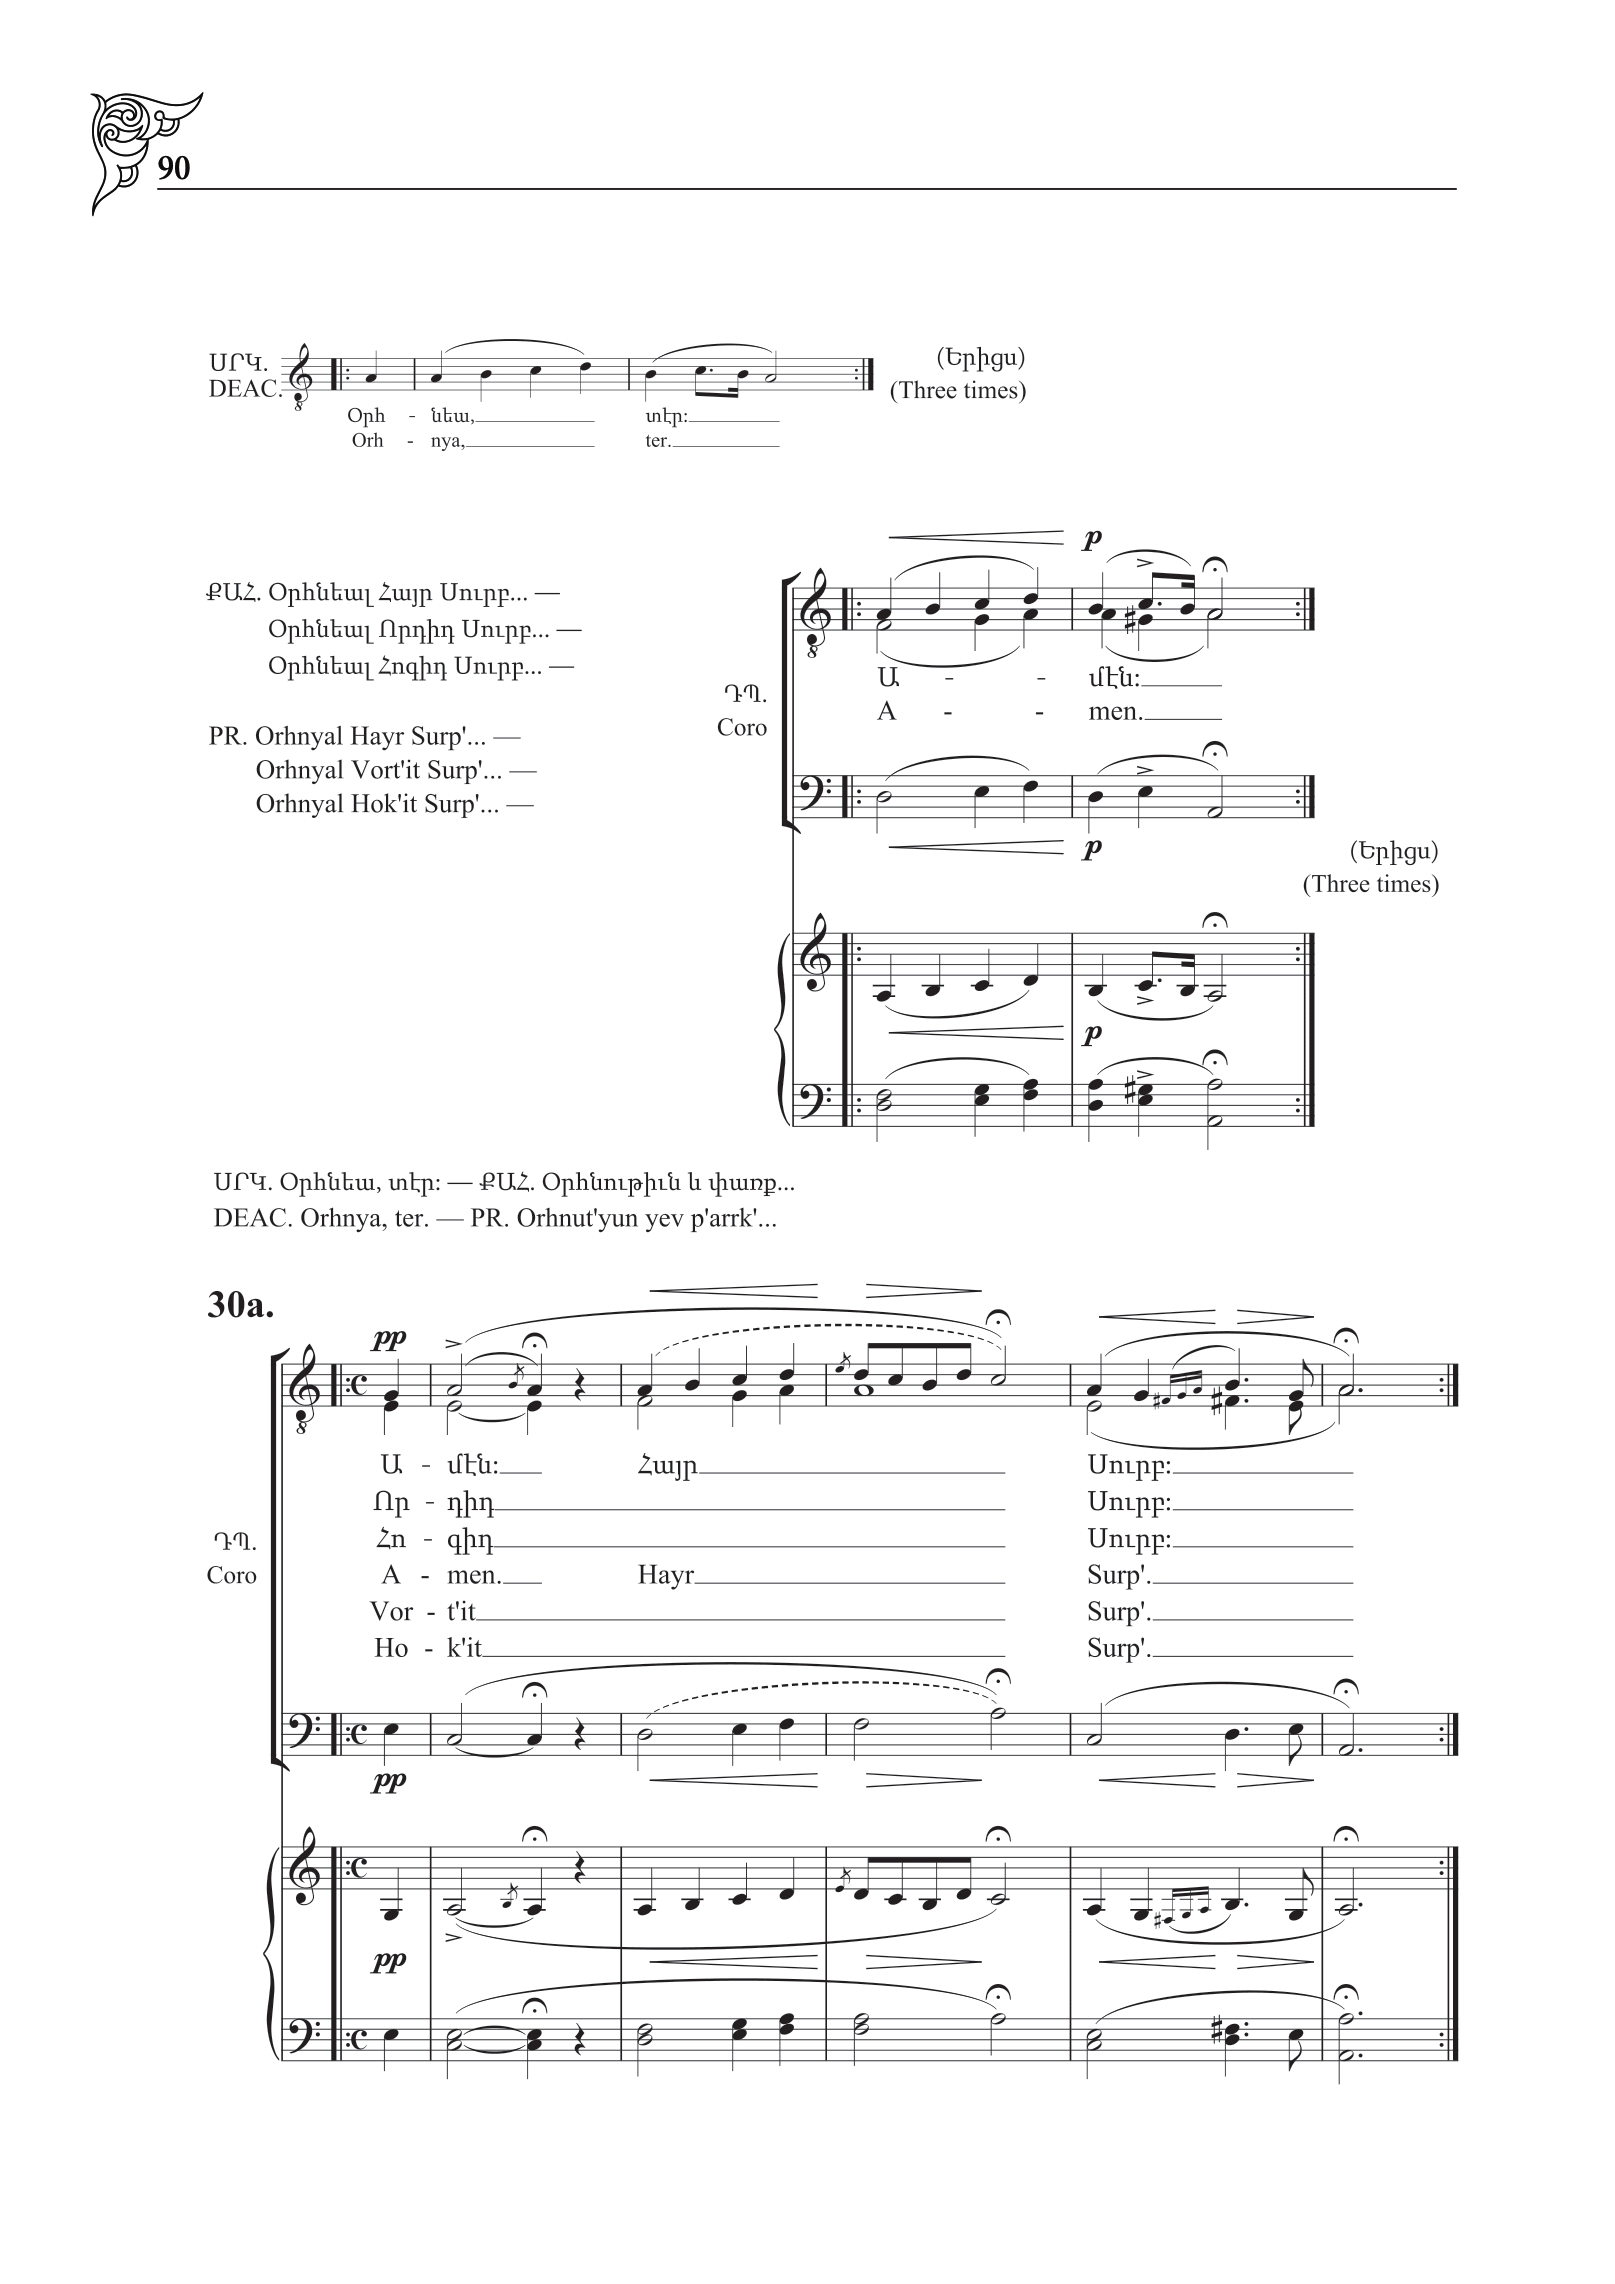 90
ՍՐԿ.
DEAC.
(Երիցս)
(Three times)
Օրհ - նեա, տէր:
Orh - nya, ter.
p
ՔԱՀ. Օրհնեալ Հայր Սուրբ... —
Օրհնեալ Որդիդ Սուրբ... —
Օրհնեալ Հոգիդ Սուրբ... —
PR. Orhnyal Hayr Surp'... —
Orhnyal Vort'it Surp'... —
Orhnyal Hok'it Surp'... —
ԴՊ.
Coro
Ա - - մէն:
A - - men.
p
(Երիցս)
(Three times)
p
ՍՐԿ. Օրհնեա, տէր: — ՔԱՀ. Օրհնութիւն և փառք...
DEAC. Orhnya, ter. — PR. Orhnut'yun yev p'arrk'...
30a.
pp
ԴՊ.
Coro
Ա - մէն: Հայր Սուրբ:
Որ - դիդ Սուրբ:
Հո - գիդ Սուրբ:
A - men. Hayr Surp'.
Vor - t'it Surp'.
Ho - k'it Surp'.
pp
pp